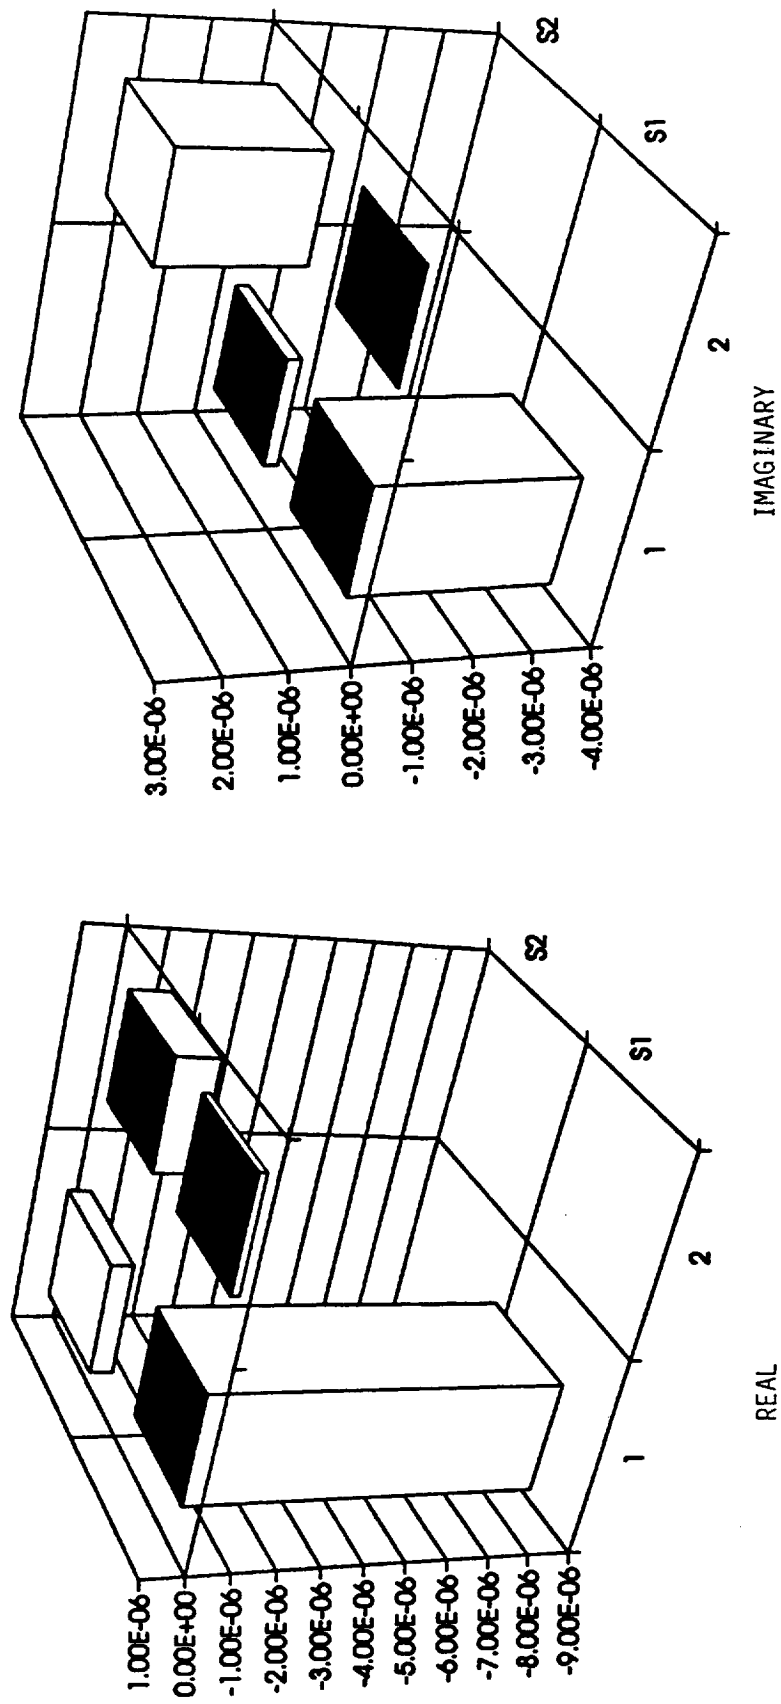 1.00E-06
0.00E+00
-1.00E-06
-2.00E-06
-3.00E-06
-4.00E-06
-5.00E-06
-6.00E-06
-7.00E-06
-8.00E-06
-9.00E-06
1
2
S1
S2
REAL
3.00E-06
2.00E-06
1.00E-06
0.00E+00
-1.00E-06
-2.00E-06
-3.00E-06
-4.00E-06
1
2
S1
S2
IMAGINARY